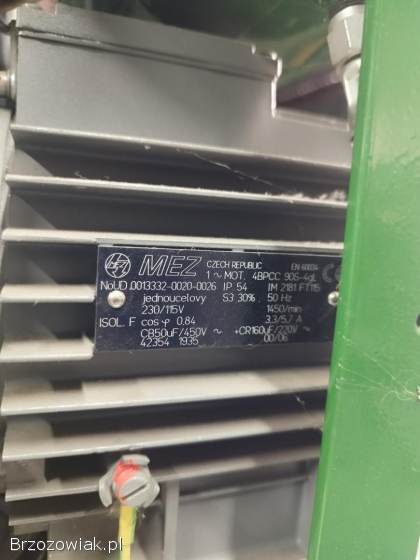 MEZ CZECH REPUBLIC EN 60034
1 ~ MOT. 4BPCC 90S-4gL CE
No UD.0013332-0020-0026 IP 54 IM 2181 FT115
jednoucelovy S3 30% 50 Hz
230/115V 1450/min
ISOL. F cos φ 0.84 3.3/5.7 A
CB50uF/450V ~ +CR160uF/220V ~
42354 1935 00/06
Brzozowiak.pl